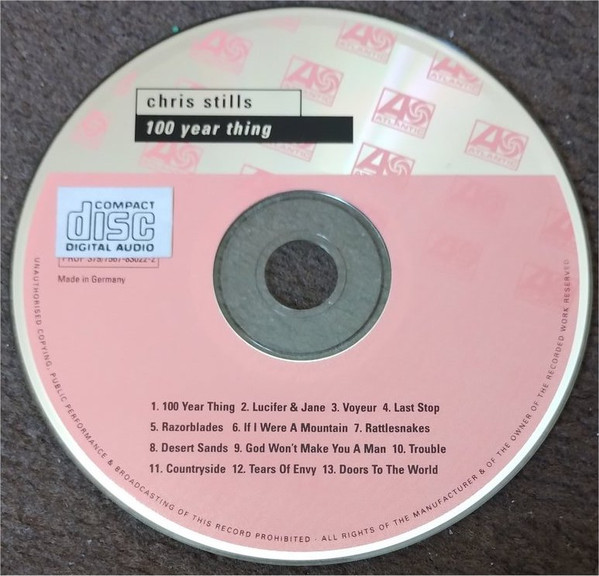 chris stills
100 year thing
ATLANTIC
ATLANTIC
ATLANTIC
ATLANTIC
COMPACT
disc
DIGITAL AUDIO
Made in Germany
1. 100 Year Thing 2. Lucifer & Jane 3. Voyeur 4. Last Stop
5. Razorblades 6. If I Were A Mountain 7. Rattlesnakes
8. Desert Sands 9. God Won't Make You A Man 10. Trouble
11. Countryside 12. Tears Of Envy 13. Doors To The World
UNAUTHORISED COPYING, PUBLIC PERFORMANCE & BROADCASTING OF THIS RECORD PROHIBITED · ALL RIGHTS OF THE MANUFACTURER & OF THE OWNER OF THE RECORDED WORK RESERVED